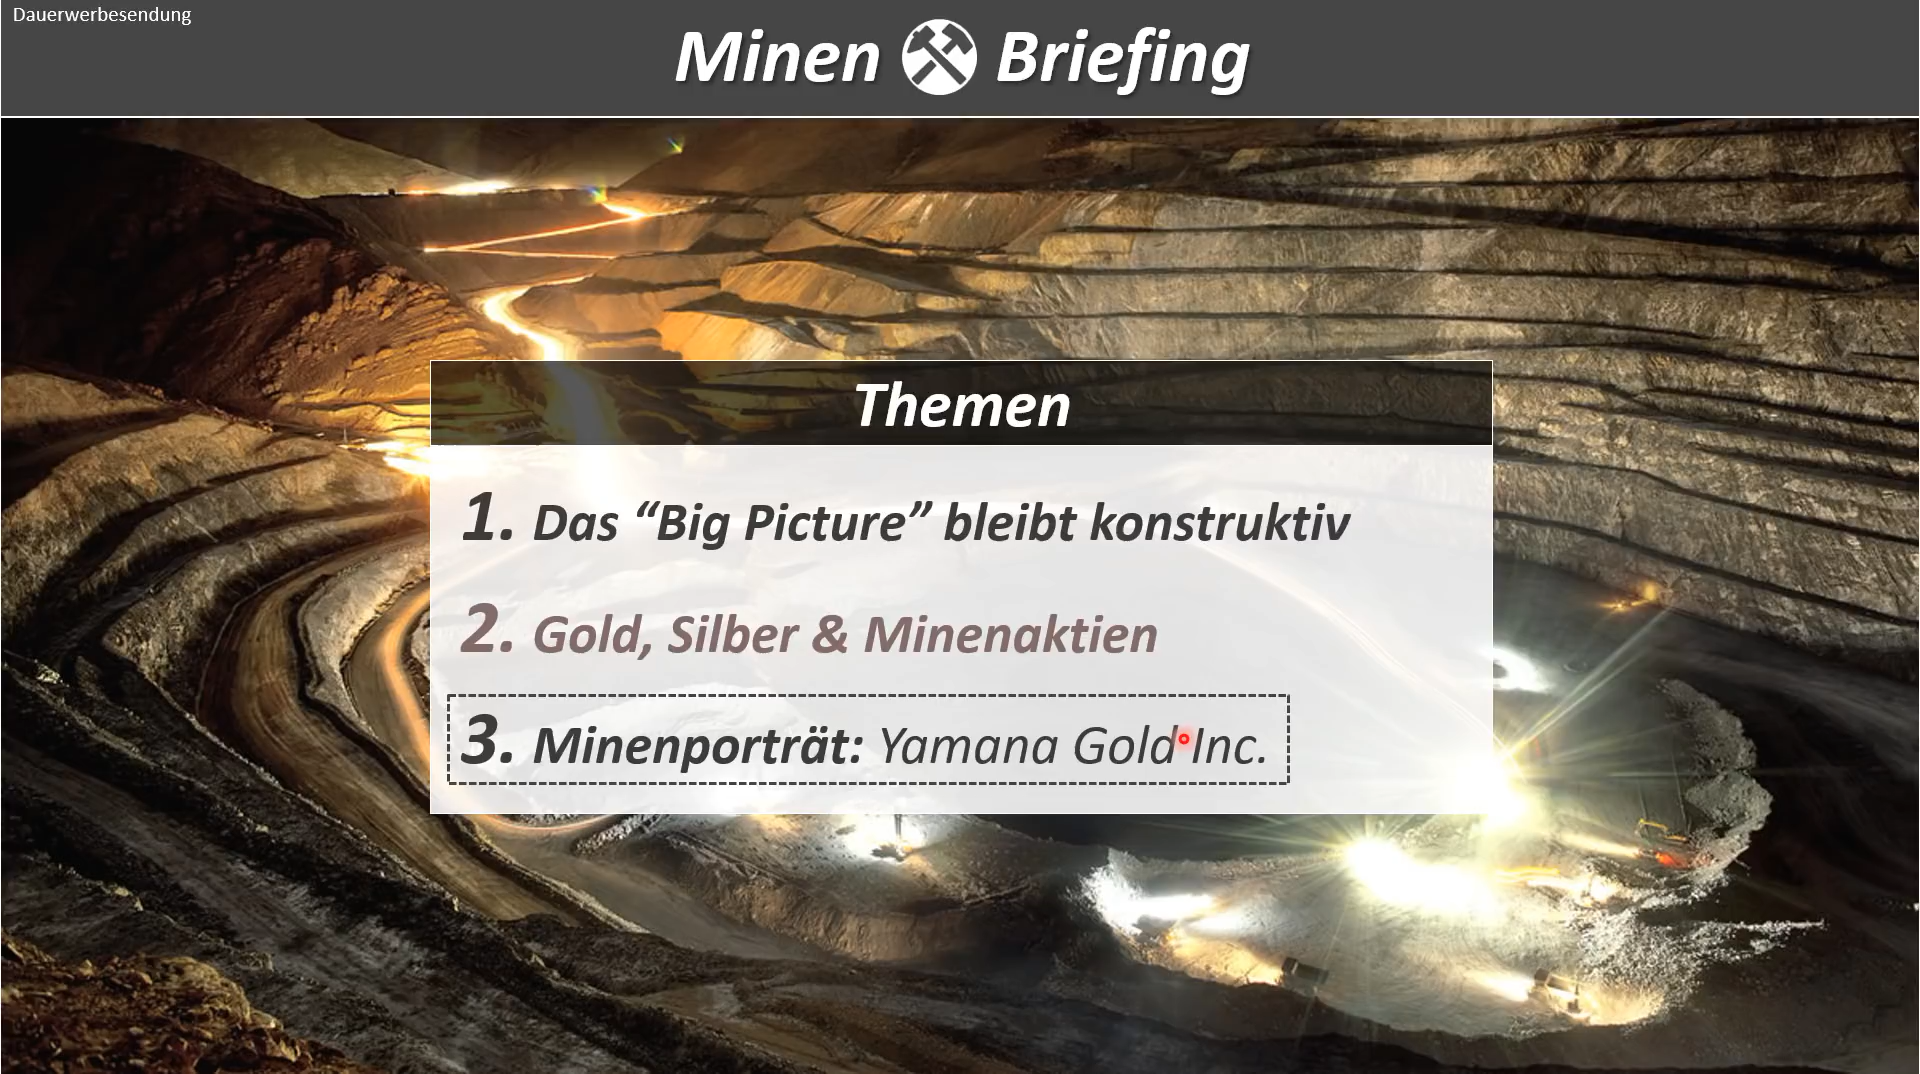 Dauerwerbesendung
Minen Briefing
Themen
1. Das “Big Picture” bleibt konstruktiv
2. Gold, Silber & Minenaktien
3. Minenporträt: Yamana Gold Inc.